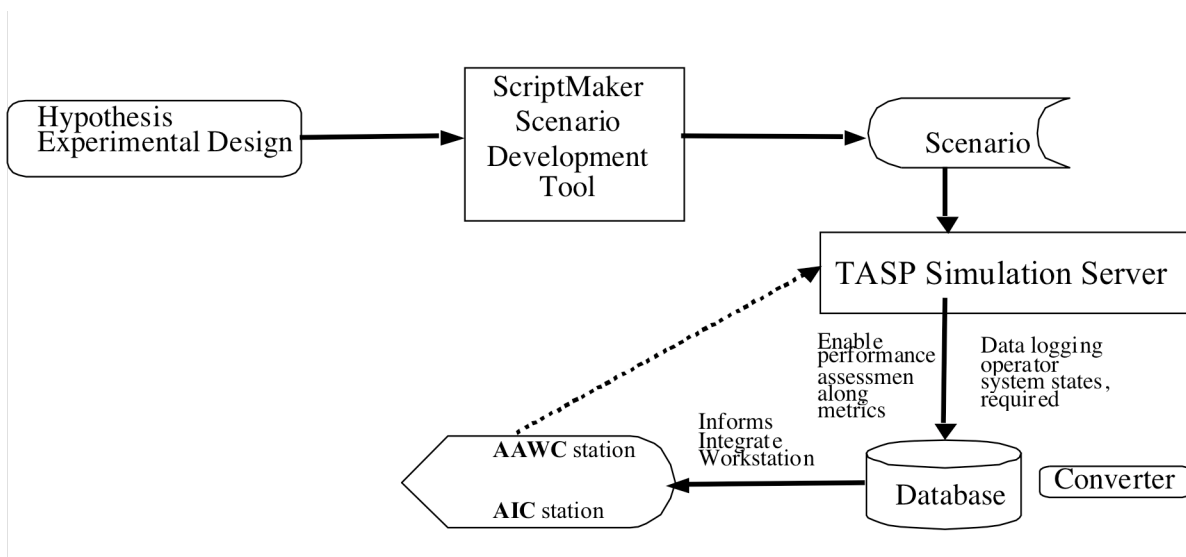 Hypothesis
Experimental Design
ScriptMaker
Scenario
Development
Tool
Scenario
TASP Simulation Server
Enable
performance
assessmen
along
metrics
Data logging
operator
system states,
required
Informs
Integrate
Workstation
AAWC station
AIC station
Database
Converter